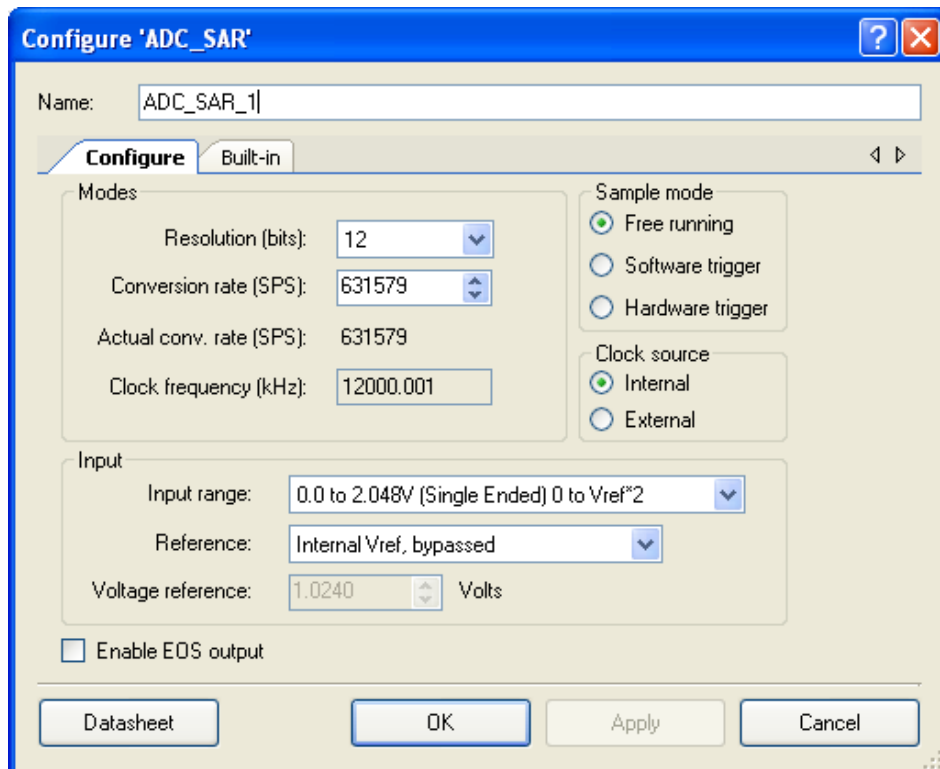 Configure 'ADC_SAR'
?
Name: ADC_SAR_1
Configure Built-in
Modes
Resolution (bits): 12
Conversion rate (SPS): 631579
Actual conv. rate (SPS): 631579
Clock frequency (kHz): 12000.001
Sample mode
Free running
Software trigger
Hardware trigger
Clock source
Internal
External
Input
Input range: 0.0 to 2.048V (Single Ended) 0 to Vref*2
Reference: Internal Vref, bypassed
Voltage reference: 1.0240 Volts
Enable EOS output
Datasheet OK Apply Cancel